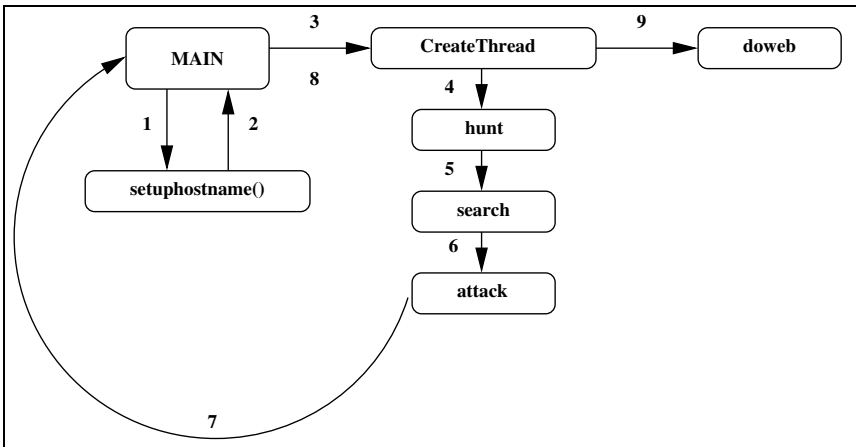 3
9
MAIN
CreateThread
doweb
8
4
1
2
hunt
5
setuphostname()
search
6
attack
7